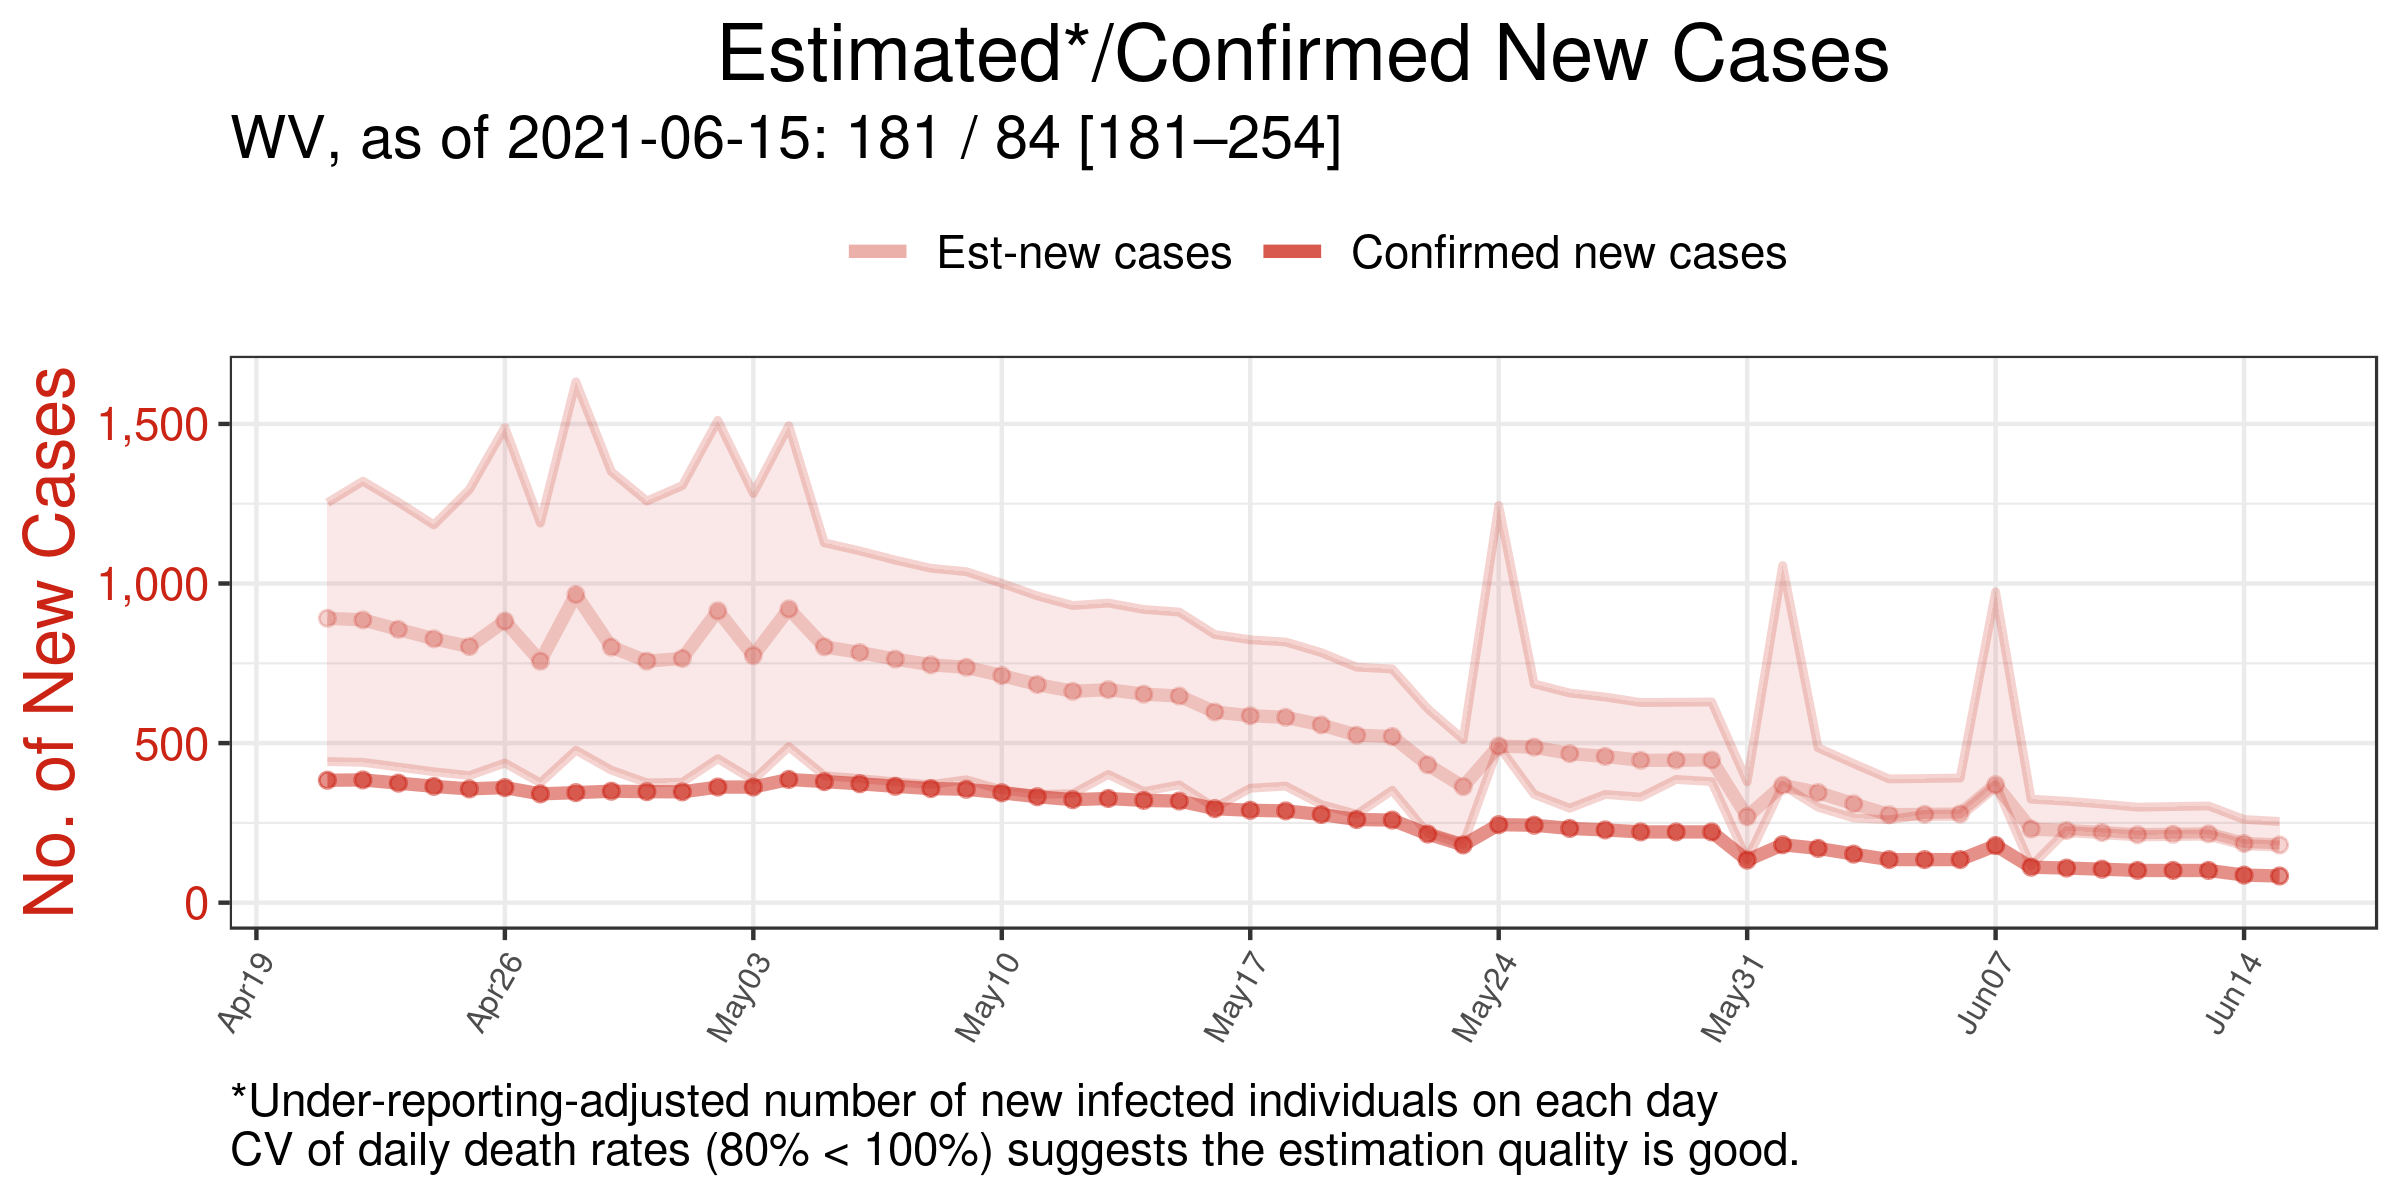 Estimated*/Confirmed New Cases
WV, as of 2021-06-15: 181 / 84 [181–254]
Est-new cases Confirmed new cases
No. of New Cases
1,500
1,000
500
0
Apr19 Apr26 May03 May10 May17 May24 May31 Jun07 Jun14
*Under-reporting-adjusted number of new infected individuals on each day
CV of daily death rates (80% < 100%) suggests the estimation quality is good.